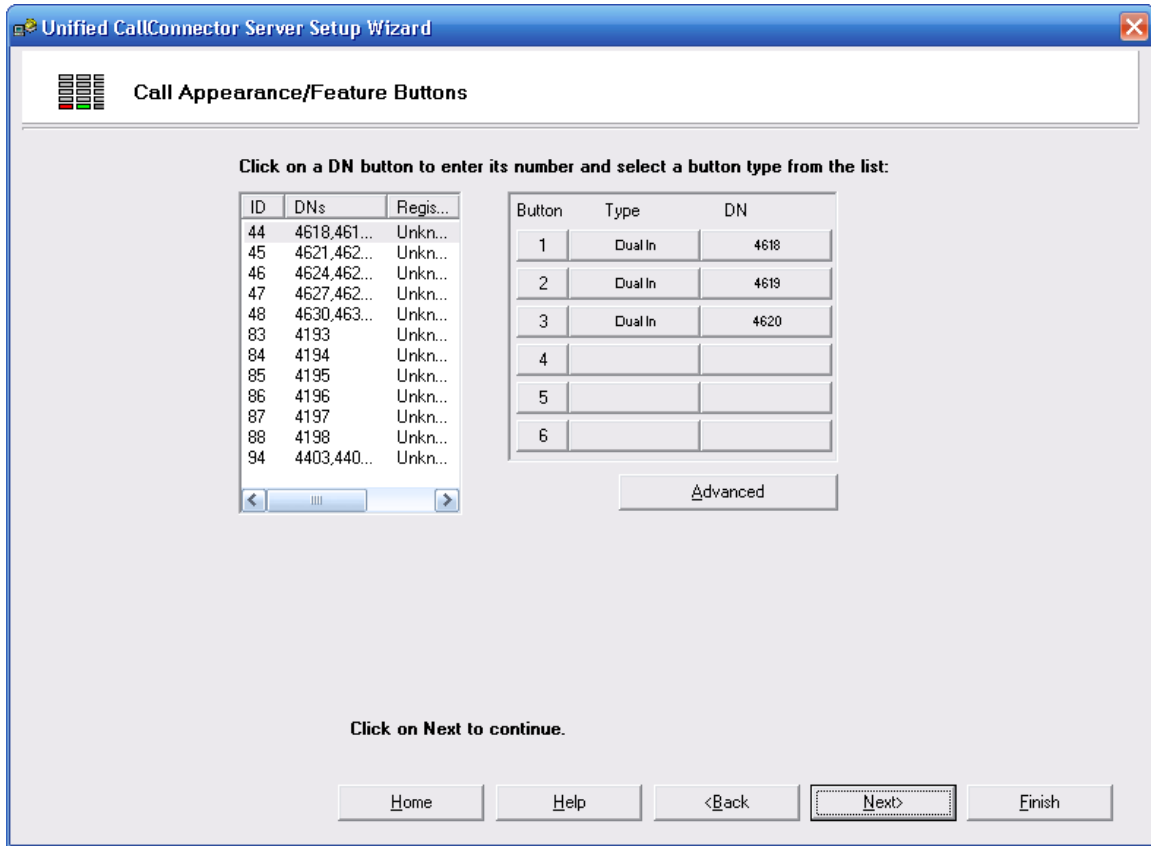 Unified CallConnector Server Setup Wizard
Call Appearance/Feature Buttons
Click on a DN button to enter its number and select a button type from the list:
ID DNs Regis...
44 4618,461... Unkn...
45 4621,462... Unkn...
46 4624,462... Unkn...
47 4627,462... Unkn...
48 4630,463... Unkn...
83 4193 Unkn...
84 4194 Unkn...
85 4195 Unkn...
86 4196 Unkn...
87 4197 Unkn...
88 4198 Unkn...
94 4403,440... Unkn...
Button Type DN
1 Dual In 4618
2 Dual In 4619
3 Dual In 4620
4
5
6
Advanced
Click on Next to continue.
Home Help <Back Next> Finish